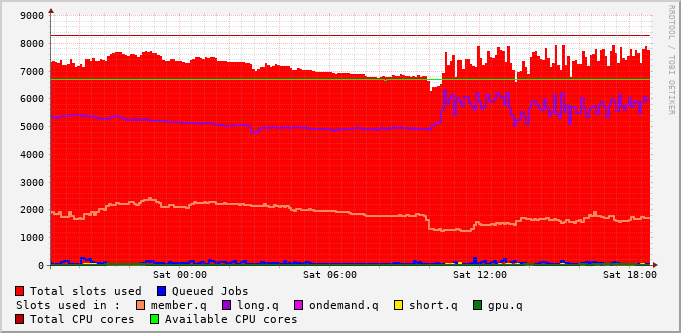 9000
8000
7000
6000
5000
4000
3000
2000
1000
0
Sat 00:00 Sat 06:00 Sat 12:00 Sat 18:00
Total slots used Queued Jobs
Slots used in : member.q long.q ondemand.q short.q gpu.q
Total CPU cores Available CPU cores
RRDTOOL / TOBI OETIKER